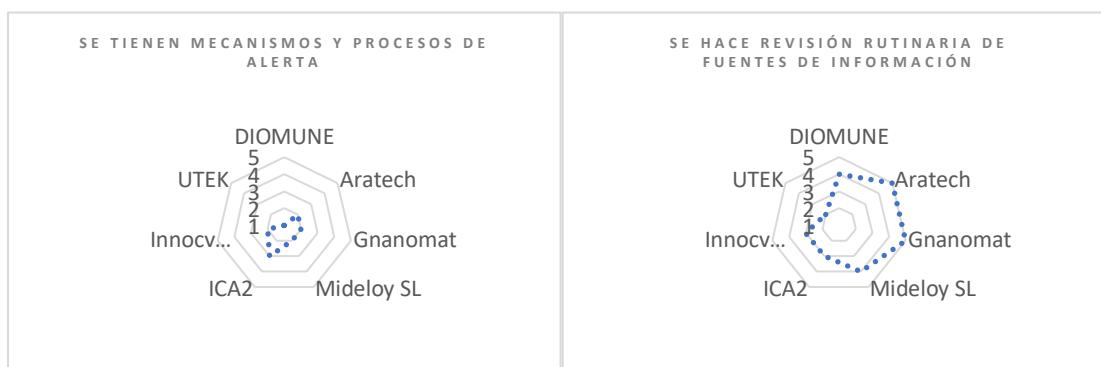 SE TIENEN MECANISMOS Y PROCESOS DE
ALERTA
DIOMUNE
5
4
3
2
1
UTEK
Aratech
Innocv...
Gnanomat
ICA2
Mideloy SL
SE HACE REVISIÓN RUTINARIA DE
FUENTES DE INFORMACIÓN
DIOMUNE
5
4
3
2
1
UTEK
Aratech
Innocv...
Gnanomat
ICA2
Mideloy SL